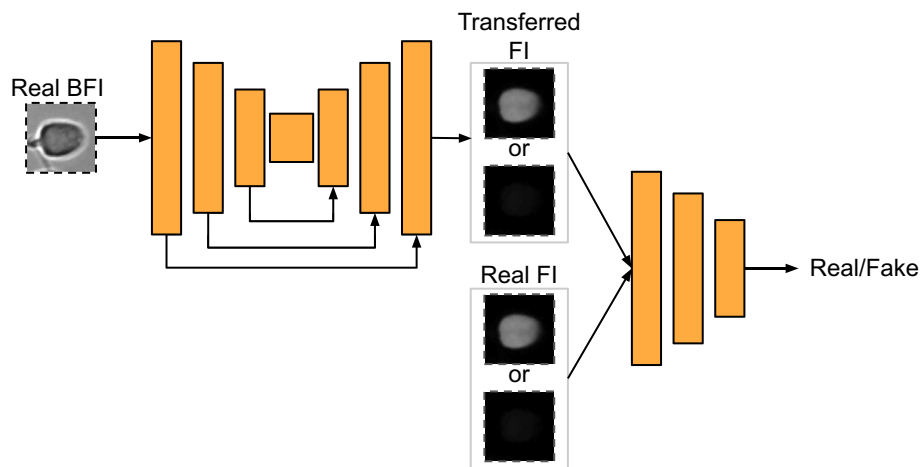 Real BFI
Transferred
FI
or
Real FI
or
Real/Fake